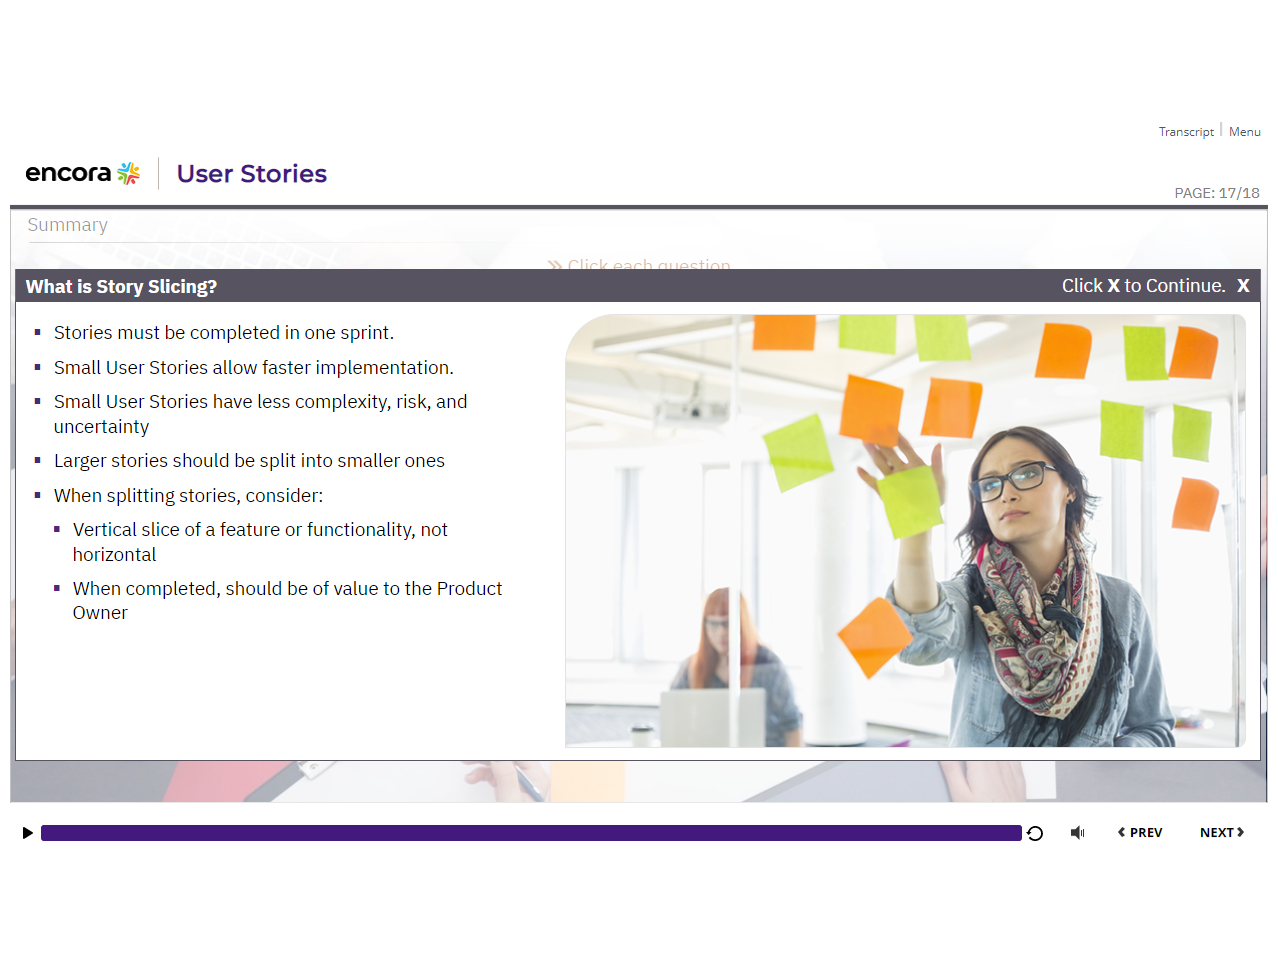 Transcript | Menu
encora | User Stories
PAGE: 17/18
Summary
Click each question
What is Story Slicing?
Click X to Continue. X
▪ Stories must be completed in one sprint.
▪ Small User Stories allow faster implementation.
▪ Small User Stories have less complexity, risk, and
uncertainty
▪ Larger stories should be split into smaller ones
▪ When splitting stories, consider:
▪ Vertical slice of a feature or functionality, not
horizontal
▪ When completed, should be of value to the Product
Owner
PREV
NEXT